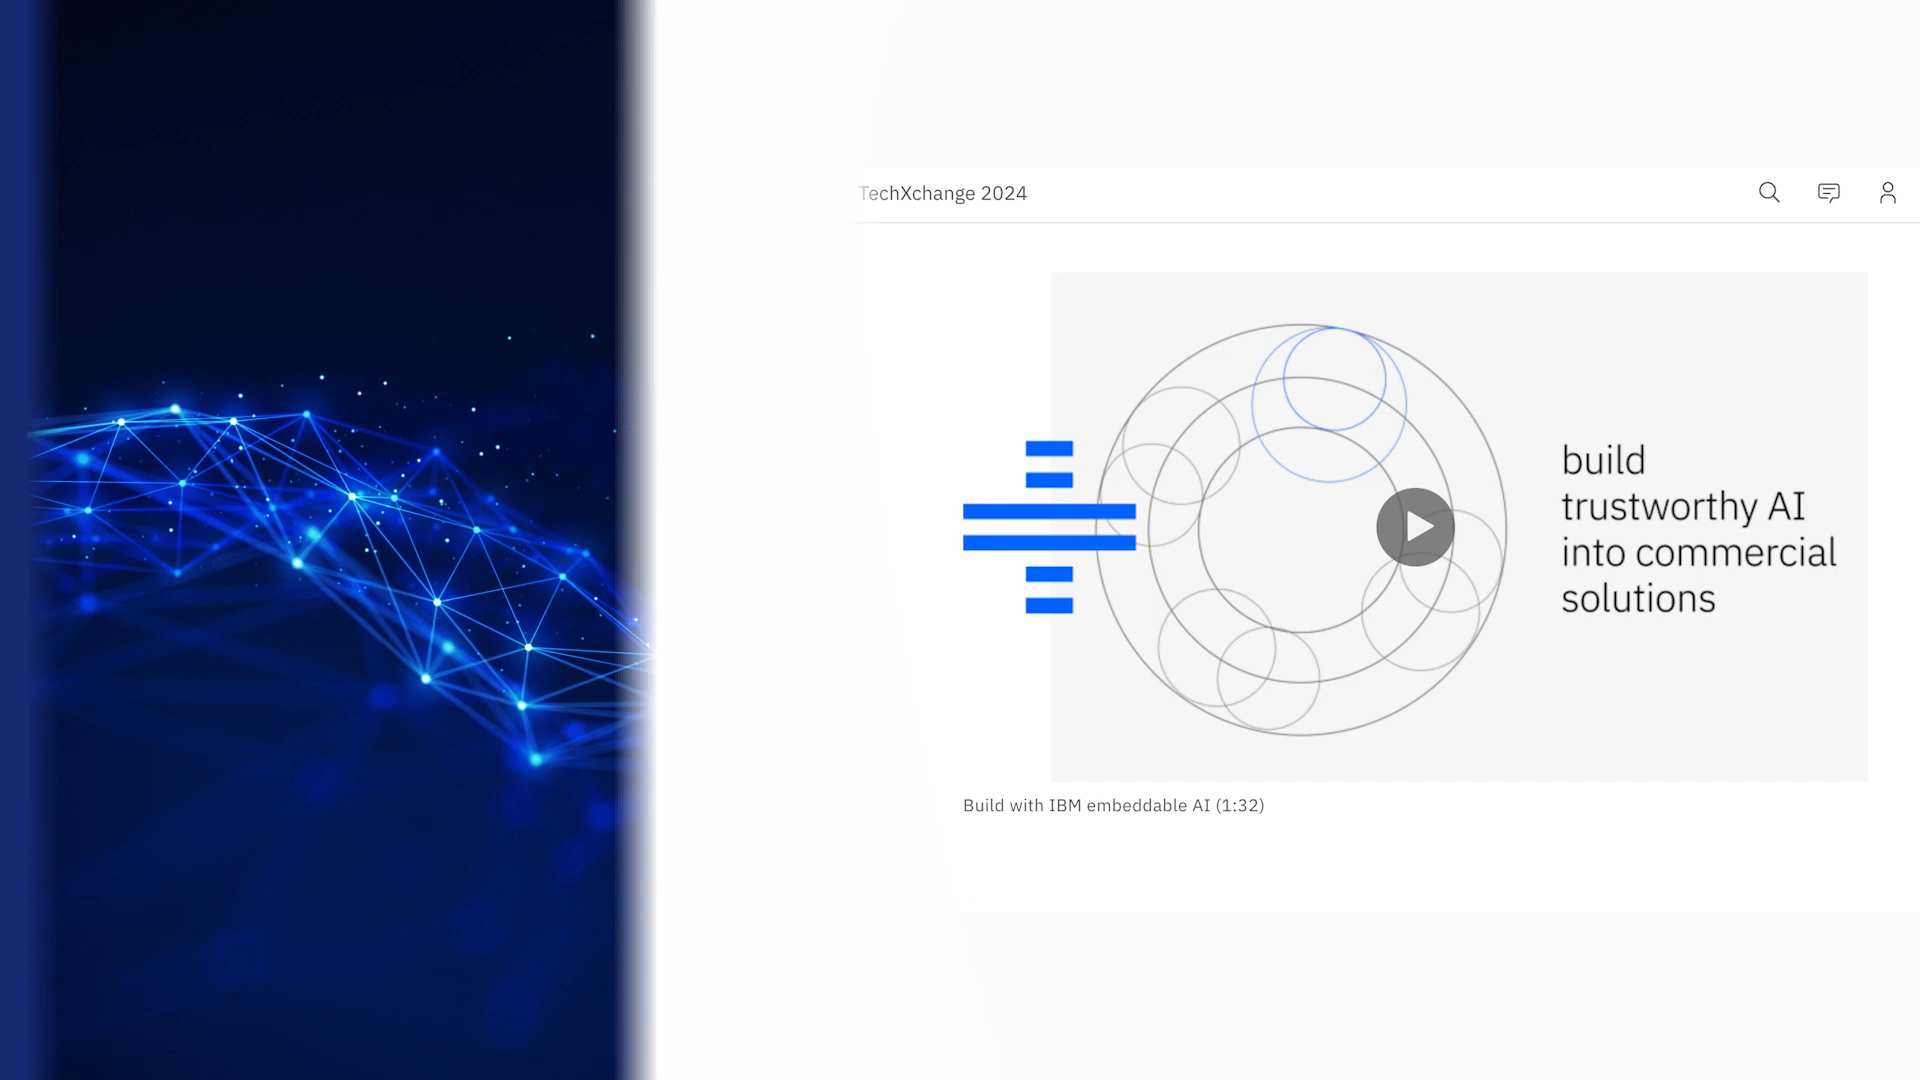 TechXchange 2024
build
trustworthy AI
into commercial
solutions
Build with IBM embeddable AI (1:32)